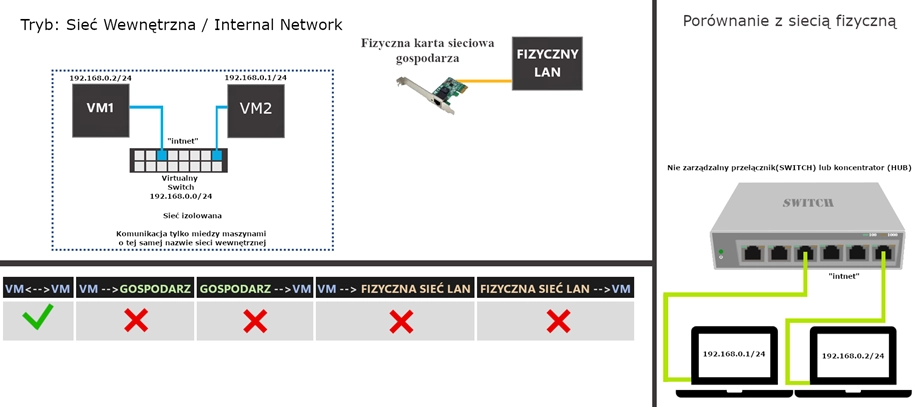 Tryb: Sieć Wewnętrzna / Internal Network
Fizyczna karta sieciowa
gospodarza
FIZYCZNY
LAN
192.168.0.2/24
192.168.0.1/24
VM1
VM2
"intnet"
Virtualny
Switch
192.168.0.0/24
Sieć izolowana
Komunikacja tylko miedzy maszynami
o tej samej nazwie sieci wewnętrznej
VM<-->VM
VM -->GOSPODARZ
GOSPODARZ -->VM
VM --> FIZYCZNA SIEĆ LAN
FIZYCZNA SIEĆ LAN -->VM
Porównanie z siecią fizyczną
Nie zarządzalny przełącznik(SWITCH) lub koncentrator (HUB)
SWITCH
"intnet"
192.168.0.1/24
192.168.0.2/24